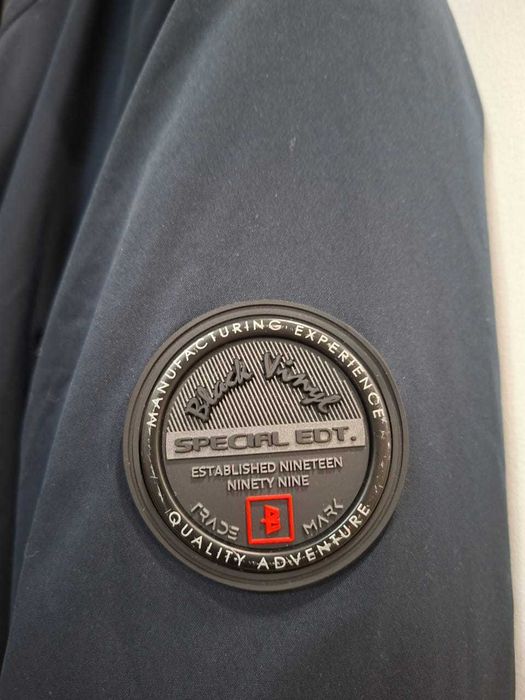 MANUFACTURING EXPERIENCE
Black Vinyl
SPECIAL EDT.
ESTABLISHED NINETEEN
NINETY NINE
TRADE MARK
QUALITY ADVENTURE